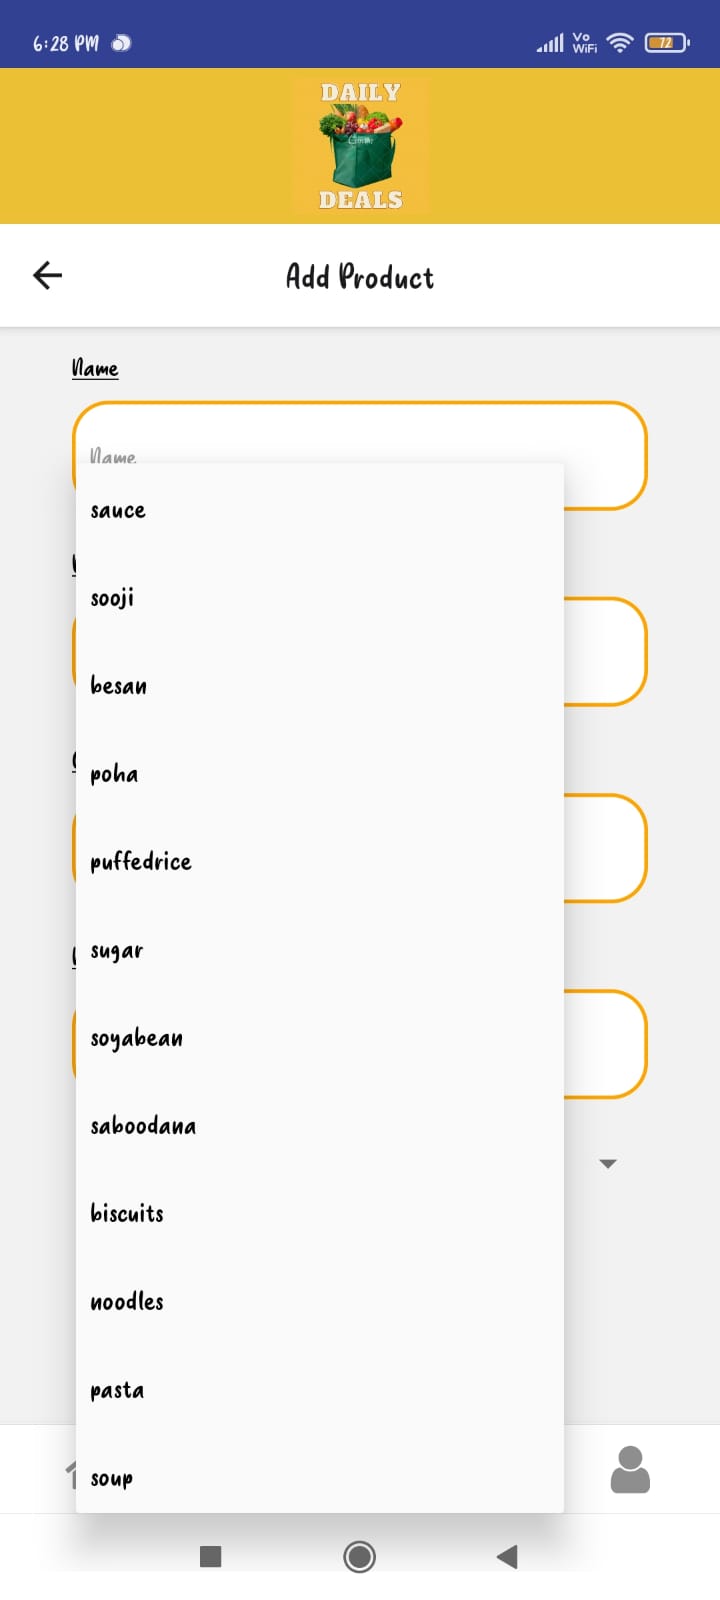 6:28 PM
Vo
WiFi
72
DAILY
DEALS
Add Product
Name
Name
sauce
sooji
besan
poha
puffedrice
sugar
soyabean
saboodana
biscuits
noodles
pasta
soup